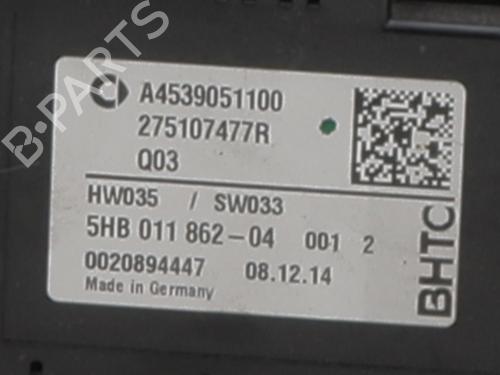 A4539051100
275107477R
Q03
HW035 / SW033
5HB 011 862-04 001 2
0020894447 08.12.14
Made in Germany
BHTC
B-PARTS